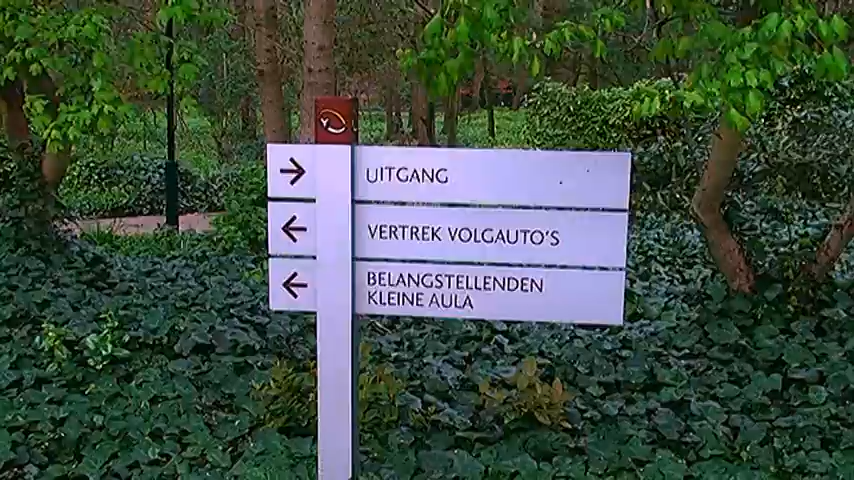 UITGANG
VERTREK VOLGAUTO'S
BELANGSTELLENDEN
KLEINE AULA